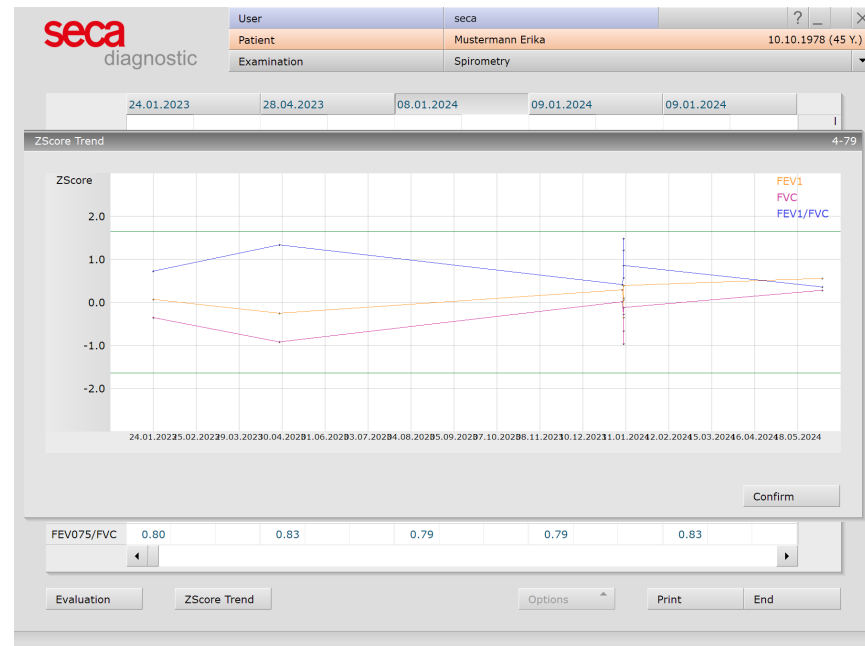 seca
diagnostic
User seca ? _ X
Patient Mustermann Erika 10.10.1978 (45 Y.)
Examination Spirometry
24.01.2023 28.04.2023 08.01.2024 09.01.2024 09.01.2024
ZScore Trend 4-79
ZScore
FEV1
FVC
FEV1/FVC
2.0
1.0
0.0
-1.0
-2.0
24.01.2023 25.02.2023 29.03.2023 30.04.2023 01.06.2023 03.07.2023 04.08.2023 05.09.2023 07.10.2023 08.11.2023 10.12.2023 11.01.2024 12.02.2024 15.03.2024 16.04.2024 18.05.2024
Confirm
FEV075/FVC 0.80 0.83 0.79 0.79 0.83
Evaluation ZScore Trend Options Print End